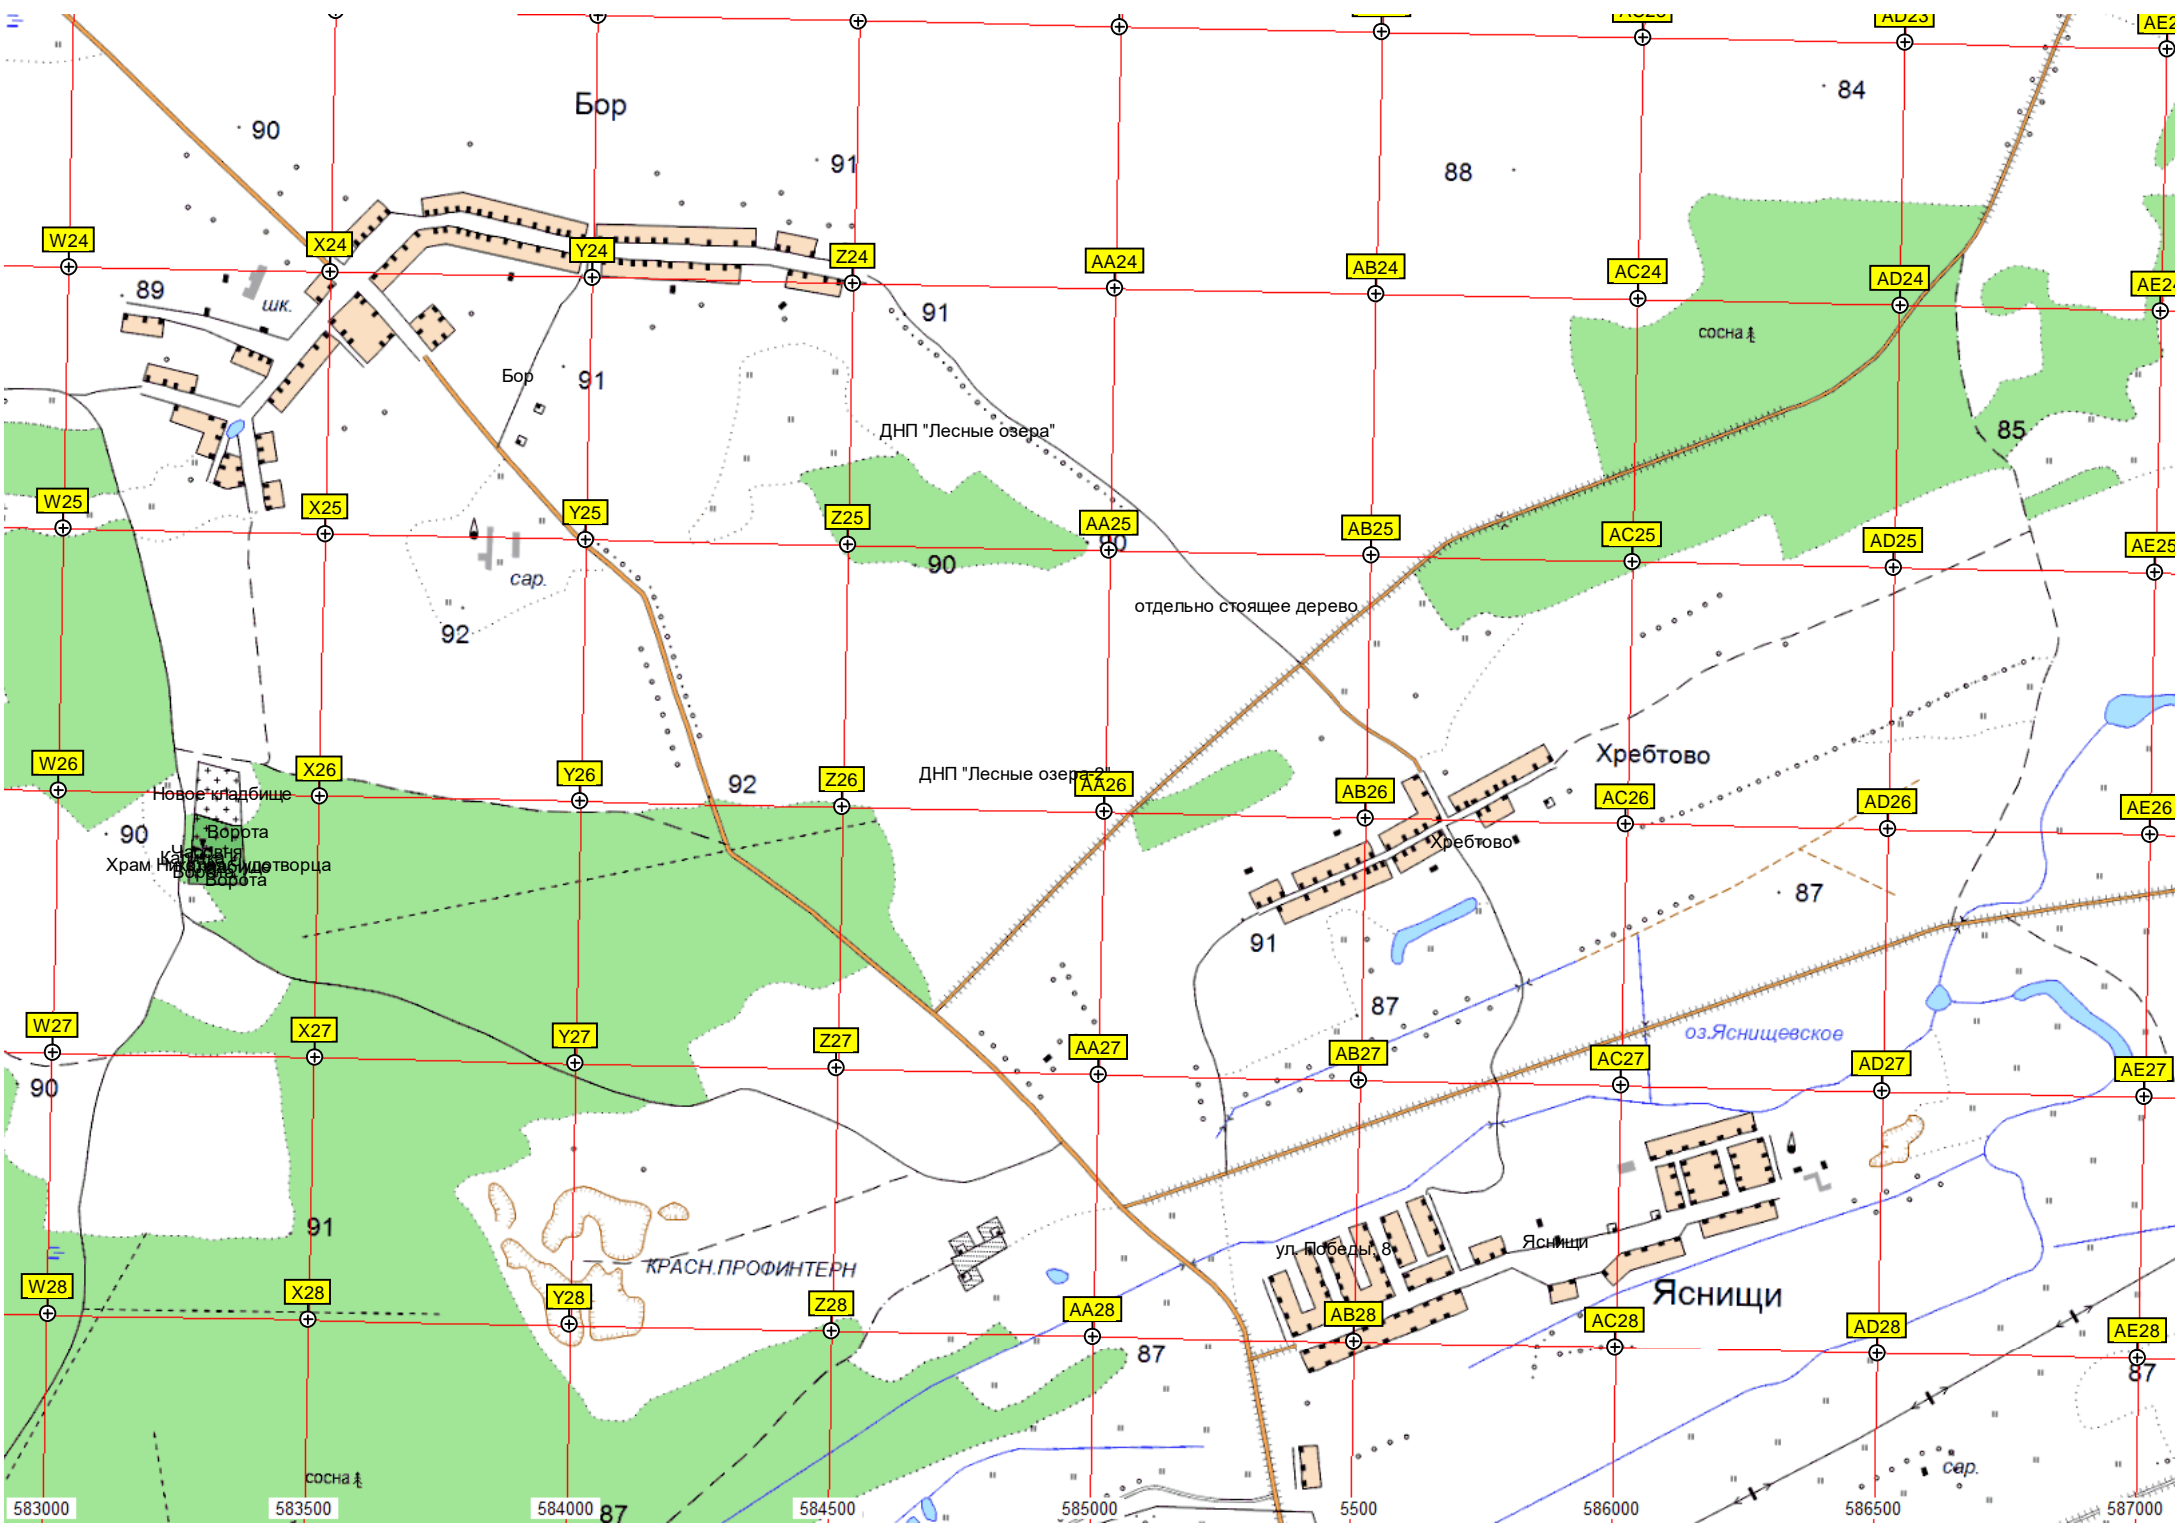 AD23
84
Бор
90
91
88
W24
X24
Y24
Z24
AA24
AB24
AC24
AD24
AE24
89
шк.
91
сосна
Бор
91
ДНП "Лесные озера"
85
W25
X25
Y25
Z25
AA25
AB25
AC25
AD25
AE25
90
90
сар.
92
отдельно стоящее дерево
Хребтово
W26
X26
Y26
Z26
AA26
AB26
AC26
AD26
AE26
92
ДНП "Лесные озера-2"
Новое кладбище
90
Ворота
Хребтово
Ворота
87
91
87
оз.Яснищевское
W27
X27
Y27
Z27
AA27
AB27
AC27
AD27
AE27
90
91
КРАСН.ПРОФИНТЕРН
ул. Победы, 8
Яснищи
Яснищи
W28
X28
Y28
Z28
AA28
AB28
AC28
AD28
AE28
87
87
сосна
сар.
583000
583500
584000
87
584500
585000
5500
586000
586500
587000